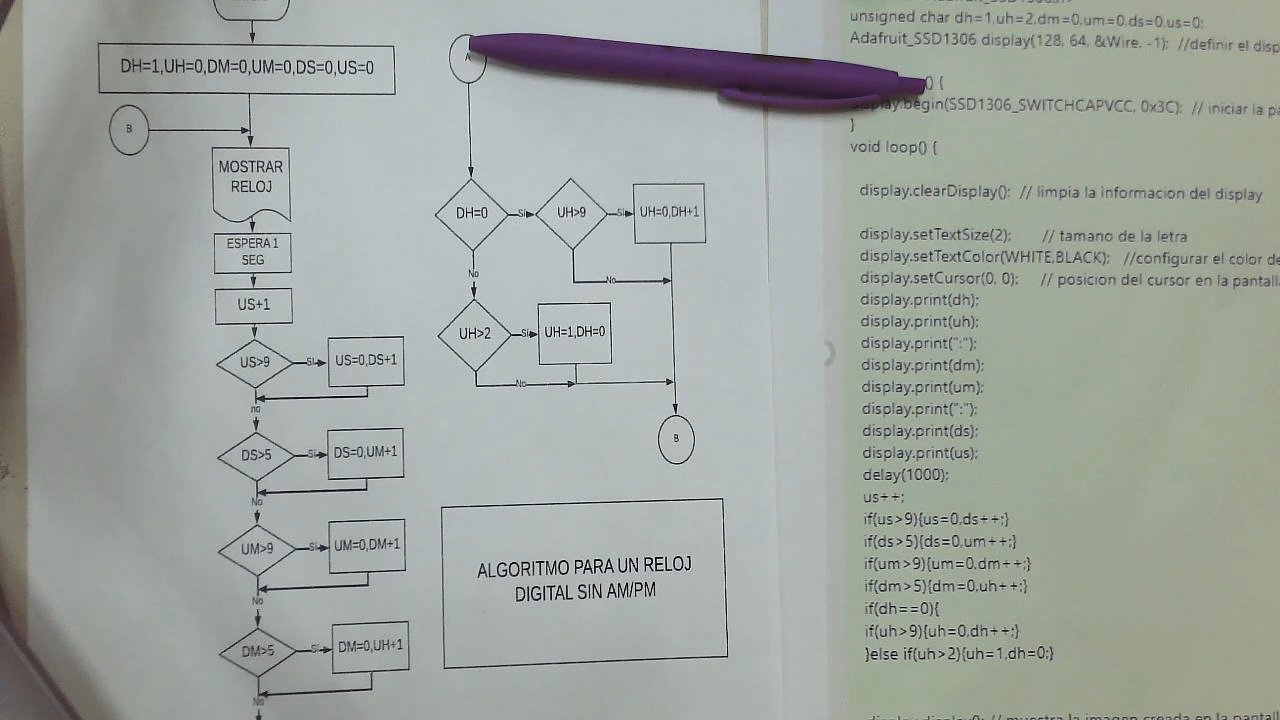 DH=1,UH=0,DM=0,UM=0,DS=0,US=0
B
MOSTRAR
RELOJ
ESPERA 1
SEG
US+1
US>9
Si
US=0,DS+1
no
DS>5
Si
DS=0,UM+1
No
UM>9
Si
UM=0,DM+1
No
DM>5
Si
DM=0,UH+1
No
A
DH=0
Si
UH>9
Si
UH=0,DH+1
No
No
UH>2
Si
UH=1,DH=0
No
B
ALGORITMO PARA UN RELOJ
DIGITAL SIN AM/PM
unsigned char dh=1,uh=2,dm=0,um=0,ds=0,us=0;
Adafruit_SSD1306 display(128, 64, &Wire, -1); //definir el disp
() {
display.begin(SSD1306_SWITCHCAPVCC, 0x3C); // iniciar la pa
}
void loop() {
display.clearDisplay(); // limpia la informacion del display
display.setTextSize(2); // tamano de la letra
display.setTextColor(WHITE,BLACK); //configurar el color de
display.setCursor(0, 0); // posicion del cursor en la pantall
display.print(dh);
display.print(uh);
display.print(":");
display.print(dm);
display.print(um);
display.print(":");
display.print(ds);
display.print(us);
delay(1000);
us++;
if(us>9){us=0,ds++;}
if(ds>5){ds=0,um++;}
if(um>9){um=0,dm++;}
if(dm>5){dm=0,uh++;}
if(dh==0){
if(uh>9){uh=0,dh++;}
}else if(uh>2){uh=1,dh=0;}
display.display(); // muestra la imagen creada en la pantal